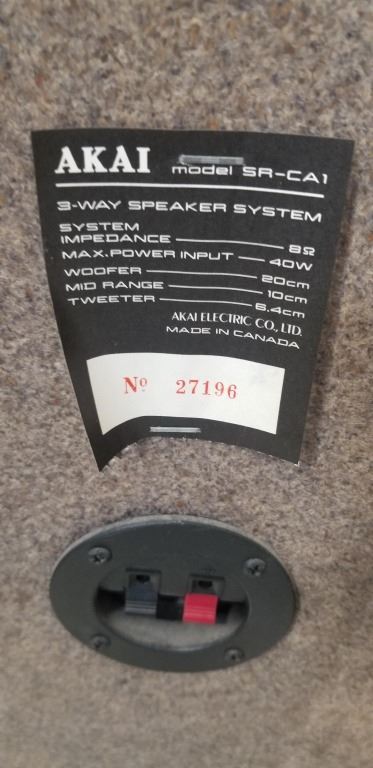 AKAI model SR-CA1
3-WAY SPEAKER SYSTEM
SYSTEM
IMPEDANCE 8Ω
MAX. POWER INPUT 40W
WOOFER 20cm
MID RANGE 10cm
TWEETER 6.4cm
AKAI ELECTRIC CO., LTD.
MADE IN CANADA
Nº 27196